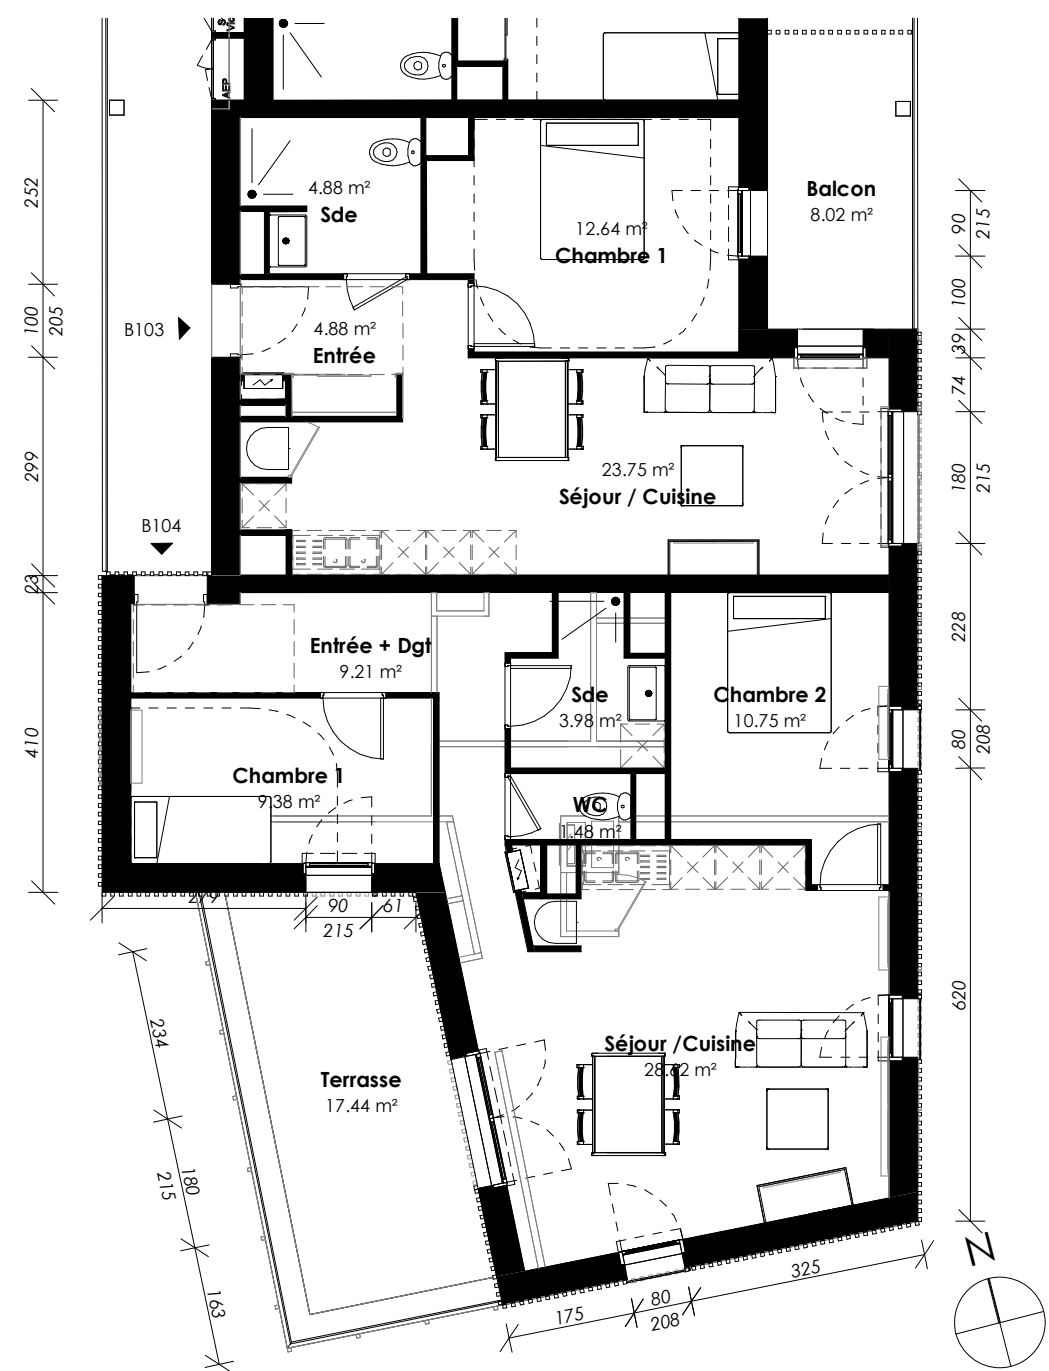 AEP
252
4.88 m²
Sde
12.64 m²
Chambre 1
Balcon
8.02 m²
90
215
100
205
B103
4.88 m²
Entrée
100
39
74
299
23.75 m²
Séjour / Cuisine
180
215
B104
23
228
Entrée + Dgt
9.21 m²
Sde
3.98 m²
Chambre 2
10.75 m²
80
208
410
Chambre 1
9.38 m²
WC
1.48 m²
90
215
61
234
620
Séjour /Cuisine
28.62 m²
Terrasse
17.44 m²
180
215
163
175
80
208
325
N